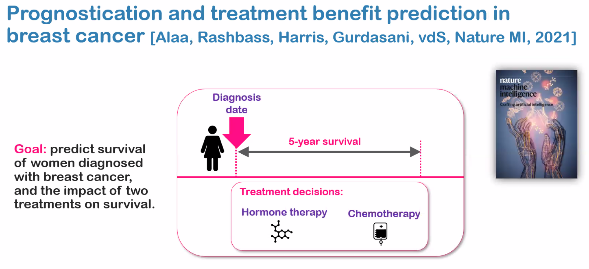 Prognostication and treatment benefit prediction in
breast cancer [Alaa, Rashbass, Harris, Gurdasani, vdS, Nature MI, 2021]
nature
machine
intelligence
Diagnosis
date
5-year survival
Goal: predict survival
of women diagnosed
with breast cancer,
and the impact of two
treatments on survival.
Treatment decisions:
Hormone therapy
Chemotherapy